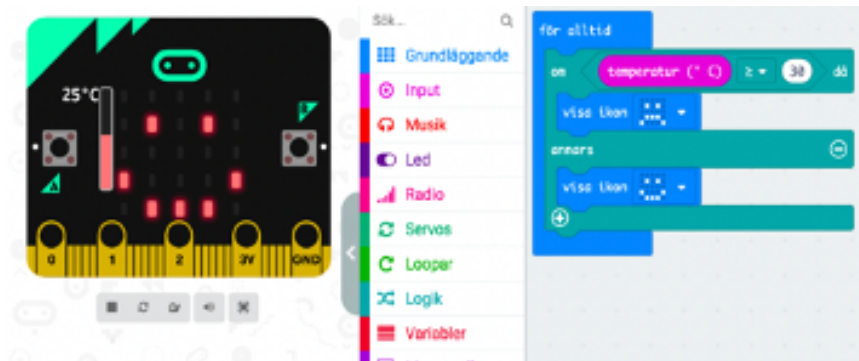 25°C
B
A
0 1 2 3V GND
Sök...
Grundläggande
Input
Musik
Led
Radio
Servos
Loopar
Logik
Variabler
för alltid
om temperatur (° C) ≥ 30 då
visa ikon
annars
visa ikon